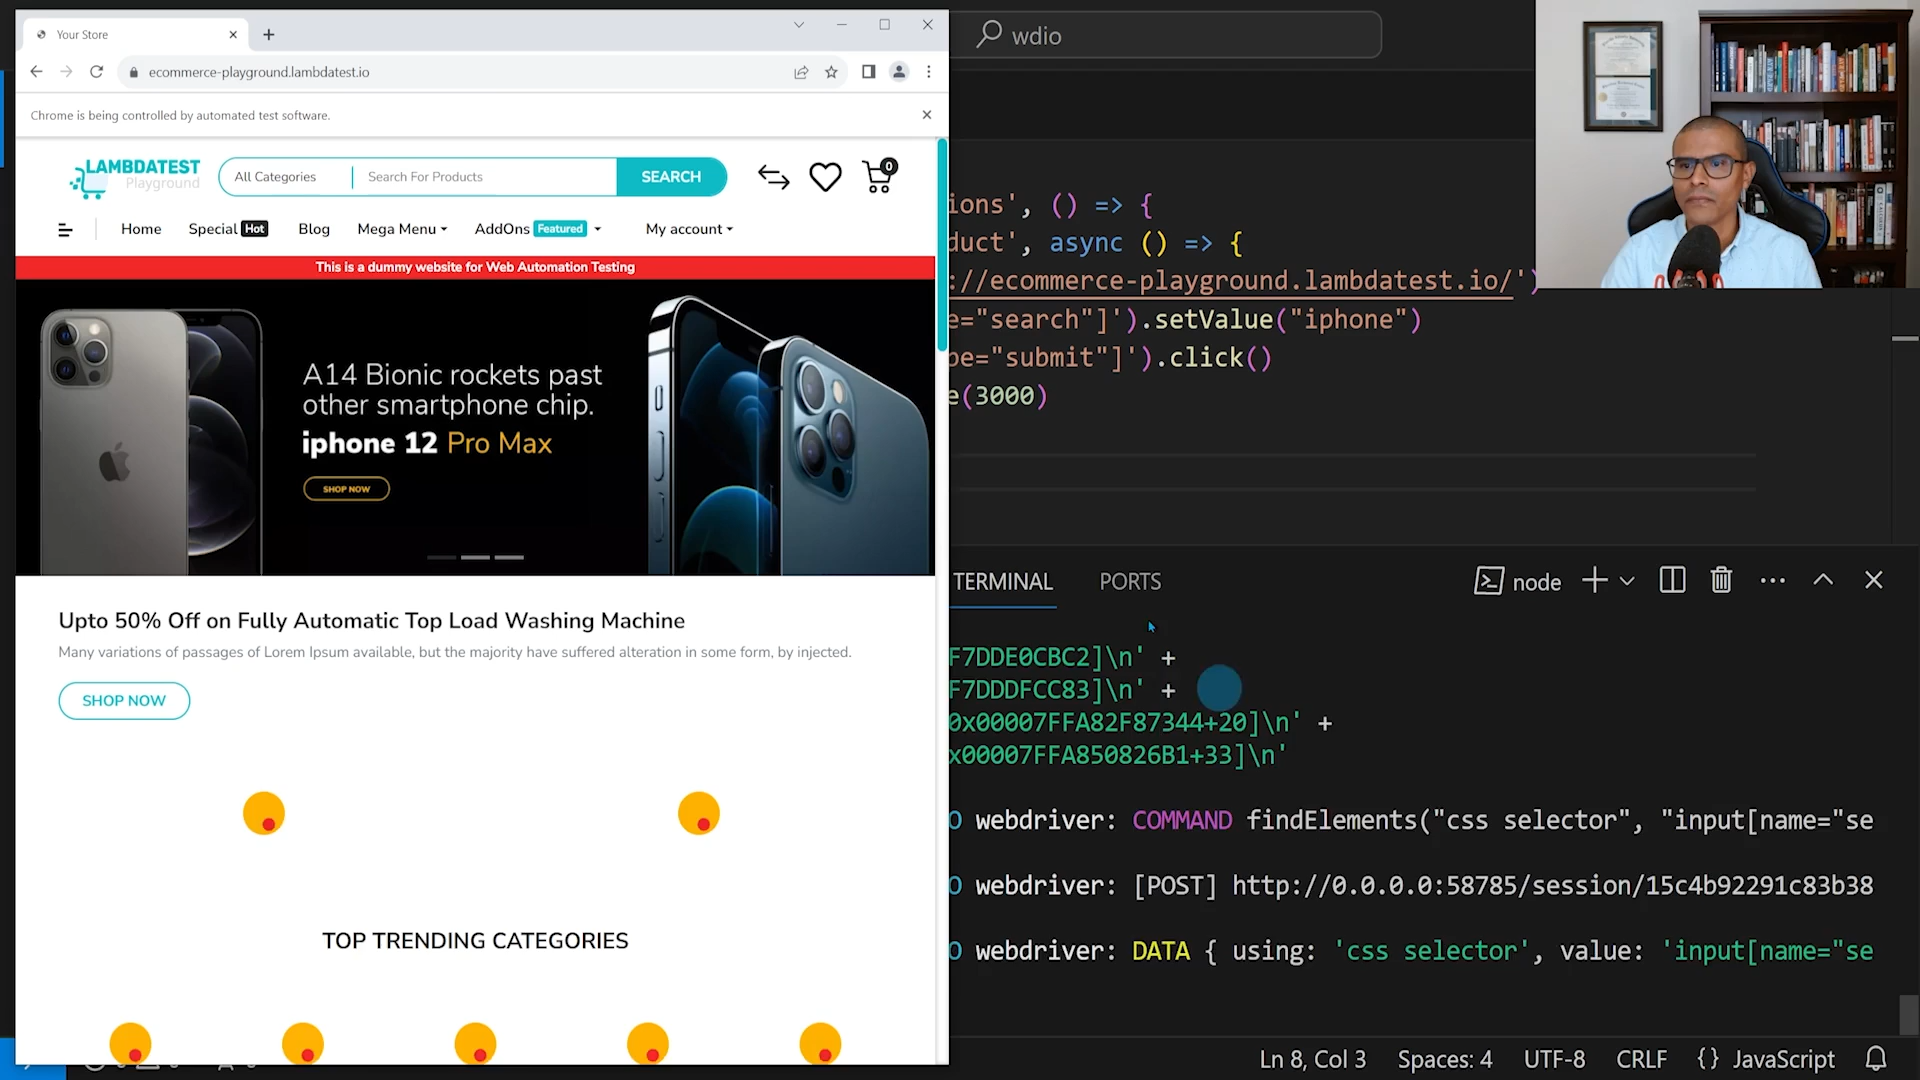 Your Store
ecommerce-playground.lambdatest.io
Chrome is being controlled by automated test software.
LAMBDATEST
Playground
All Categories
Search For Products
SEARCH
0
Home
Special Hot
Blog
Mega Menu
AddOns Featured
My account
This is a dummy website for Web Automation Testing
A14 Bionic rockets past
other smartphone chip.
iphone 12 Pro Max
SHOP NOW
Upto 50% Off on Fully Automatic Top Load Washing Machine
Many variations of passages of Lorem Ipsum available, but the majority have suffered alteration in some form, by injected.
SHOP NOW
TOP TRENDING CATEGORIES
wdio
ions', () => {
duct', async () => {
://ecommerce-playground.lambdatest.io/')
e="search"]').setValue("iphone")
pe="submit"]').click()
e(3000)
TERMINAL
PORTS
node
F7DDE0CBC2]\n' +
F7DDDFCC83]\n' +
0x00007FFA82F87344+20]\n' +
x00007FFA850826B1+33]\n'
O webdriver: COMMAND findElements("css selector", "input[name="se
O webdriver: [POST] http://0.0.0.0:58785/session/15c4b92291c83b38
O webdriver: DATA { using: 'css selector', value: 'input[name="se
Ln 8, Col 3
Spaces: 4
UTF-8
CRLF
{ } JavaScript